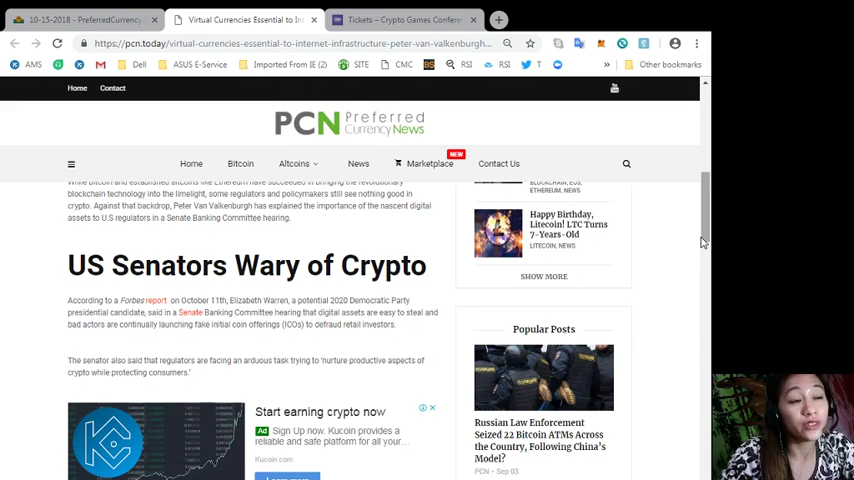 10-15-2018 - PreferredCurrency
Virtual Currencies Essential to Int
Tickets – Crypto Games Confere
https://pcn.today/virtual-currencies-essential-to-internet-infrastructure-peter-van-valkenburgh...
AMS
M
Dell
ASUS E-Service
Imported From IE (2)
SITE
CMC
BS
RSI
RSI
T
»
Other bookmarks
Home
Contact
PCN Preferred
CurrencyNews
NEW
Home
Bitcoin
Altcoins
News
Marketplace
Contact Us
While Bitcoin and established altcoins like Ethereum have succeeded in bringing the revolutionary
blockchain technology into the limelight, some regulators and policymakers still see nothing good in
crypto. Against that backdrop, Peter Van Valkenburgh has explained the importance of the nascent digital
assets to U.S regulators in a Senate Banking Committee hearing.
US Senators Wary of Crypto
According to a Forbes report on October 11th, Elizabeth Warren, a potential 2020 Democratic Party
presidential candidate, said in a Senate Banking Committee hearing that digital assets are easy to steal and
bad actors are continually launching fake initial coin offerings (ICOs) to defraud retail investors.
The senator also said that regulators are facing an arduous task trying to 'nurture productive aspects of
crypto while protecting consumers.'
Start earning crypto now
Ad Sign Up now. Kucoin provides a
reliable and safe platform for all your...
Kucoin.com
BLOCKCHAIN, EOS,
ETHEREUM, NEWS
Happy Birthday,
Litecoin! LTC Turns
7-Years-Old
LITECOIN, NEWS
SHOW MORE
Popular Posts
Russian Law Enforcement
Seized 22 Bitcoin ATMs Across
the Country, Following China's
Model?
PCN - Sep 03